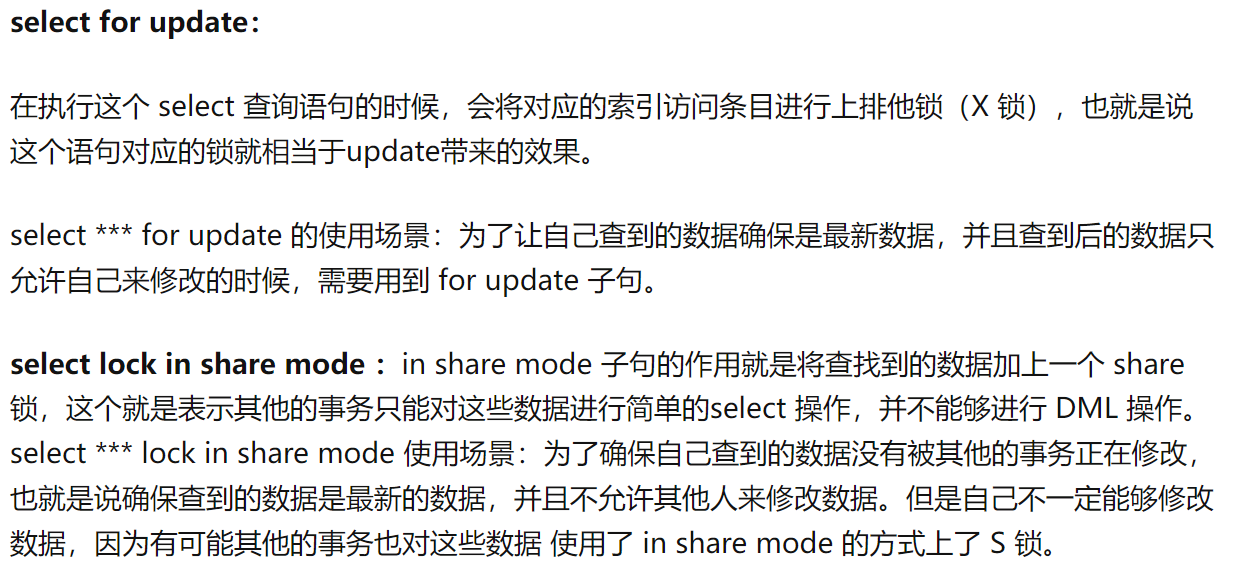 select for update：
在执行这个 select 查询语句的时候，会将对应的索引访问条目进行上排他锁（X 锁），也就是说
这个语句对应的锁就相当于update带来的效果。
select *** for update 的使用场景：为了让自己查到的数据确保是最新数据，并且查到后的数据只
允许自己来修改的时候，需要用到 for update 子句。
select lock in share mode ：in share mode 子句的作用就是将查找到的数据加上一个 share
锁，这个就是表示其他的事务只能对这些数据进行简单的select 操作，并不能够进行 DML 操作。
select *** lock in share mode 使用场景：为了确保自己查到的数据没有被其他的事务正在修改，
也就是说确保查到的数据是最新的数据，并且不允许其他人来修改数据。但是自己不一定能够修改
数据，因为有可能其他的事务也对这些数据 使用了 in share mode 的方式上了 S 锁。